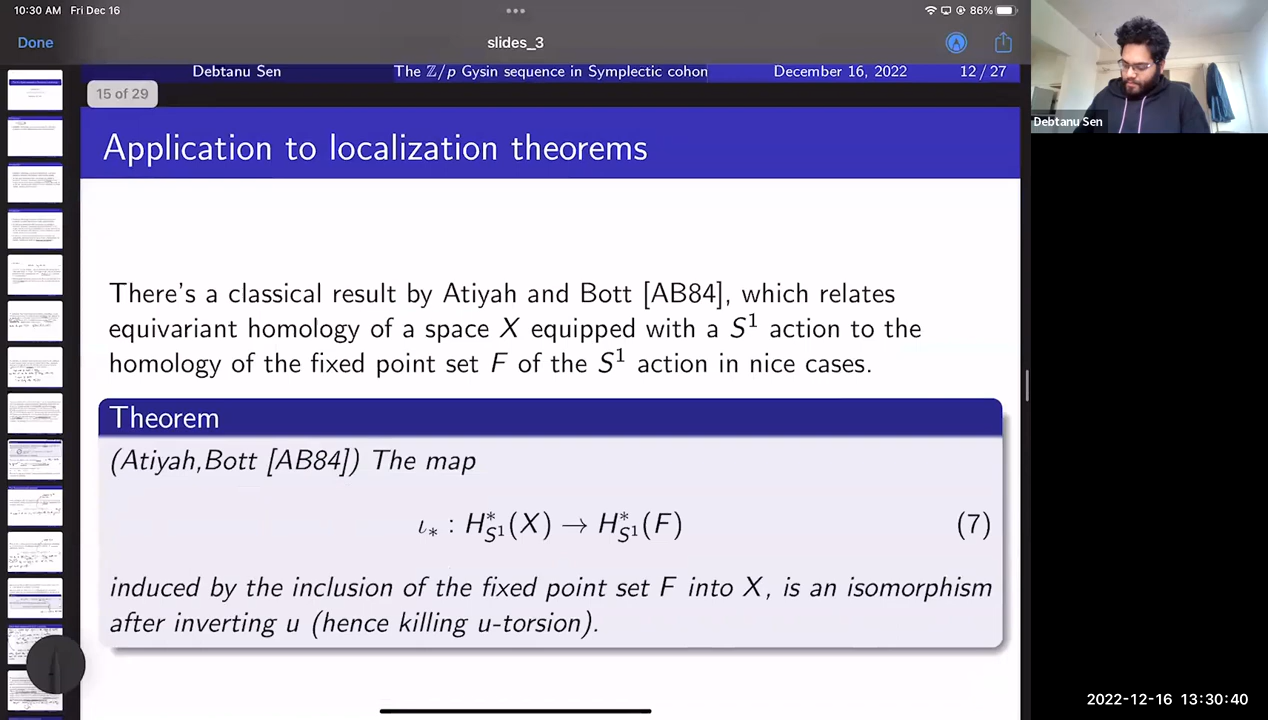 10:30 AM Fri Dec 16
86%
Done
slides_3
Debtanu Sen
The ℤ/p Gysin sequence in Symplectic cohon
December 16, 2022
12 / 27
15 of 29
Debtanu Sen
Application to localization theorems
There's a classical result by Atiyah and Bott [AB84], which relates
equivariant homology of a space X equipped with a S¹ action to the
homology of the fixed point set F of the S¹ action in nice cases.
Theorem
(Atiyah,Bott [AB84]) The map
ι_* : H*_{S¹}(X) → H*_{S¹}(F) (7)
induced by the inclusion of the fixed point set F into X, is an isomorphism
after inverting u (hence killing u-torsion).
2022-12-16 13:30:40